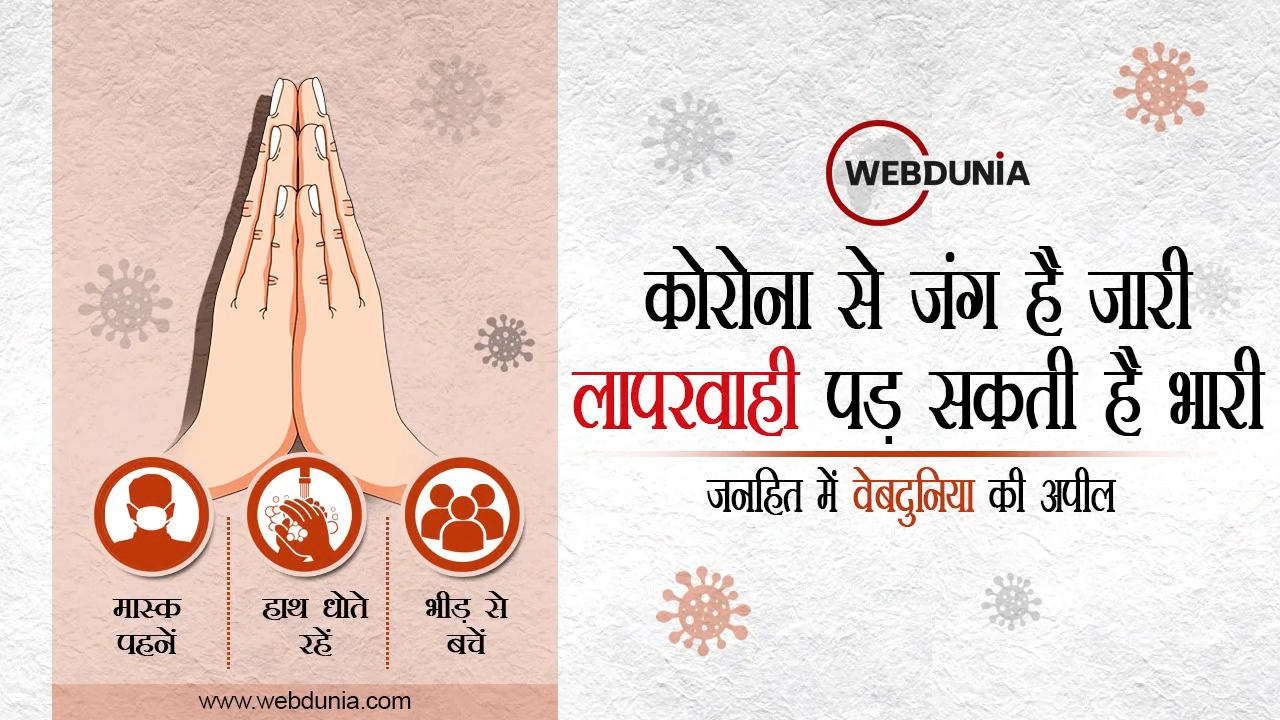 WEBDUNIA
कोरोना से जंग है जारी
लापरवाही पड़ सकती है भारी
जनहित में वेबदुनिया की अपील
मास्क
पहनें
हाथ धोते
रहें
भीड़ से
बचें
www.webdunia.com